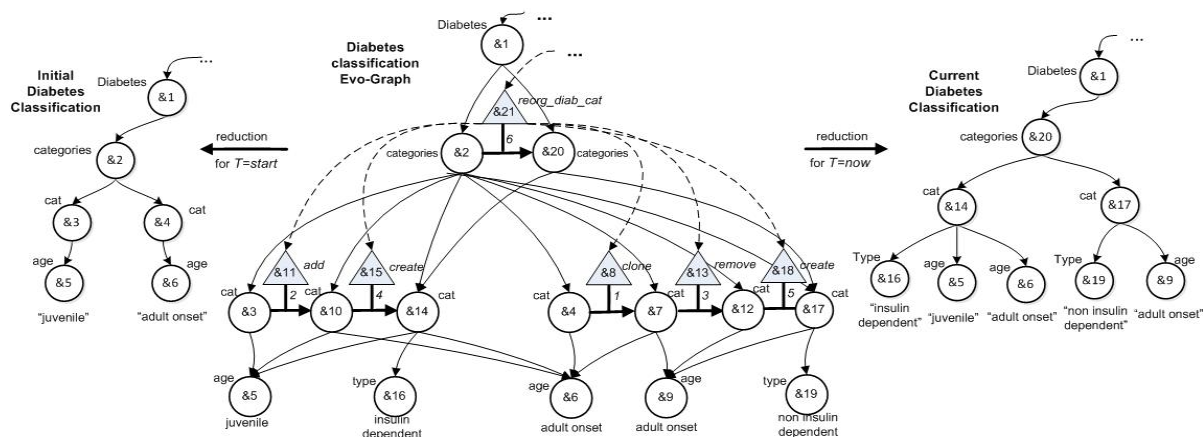 Initial
Diabetes
Classification
Diabetes
...
&1
categories
&2
cat
&3
cat
&4
age
&5
age
&6
"juvenile"
"adult onset"
reduction
for T=start
Diabetes
classification
Evo-Graph
Diabetes
...
&1
...
&21
reorg_diab_cat
6
categories
&2
&20
categories
&11
add
&15
create
&8
clone
&13
remove
&18
create
2
4
1
3
5
cat
&3
cat
&10
cat
&14
cat
&4
cat
&7
cat
&12
cat
&17
age
&5
type
&16
age
&6
age
&9
type
&19
juvenile
insulin
dependent
adult onset
adult onset
non insulin
dependent
reduction
for T=now
Current
Diabetes
Classification
Diabetes
...
&1
&20
categories
cat
&14
cat
&17
Type
&16
age
&5
age
&6
Type
&19
age
&9
"insulin
dependent"
"juvenile"
"adult onset"
"non insulin
dependent"
"adult onset"